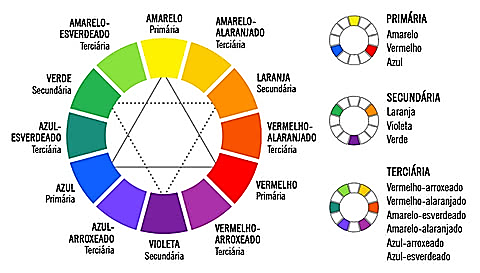 AMARELO
Primária
AMARELO-
ALARANJADO
Terciária
LARANJA
Secundária
VERMELHO-
ALARANJADO
Terciária
VERMELHO
Primária
VERMELHO-
ARROXEADO
Terciária
VIOLETA
Secundária
AZUL-
ARROXEADO
Terciária
AZUL
Primária
AZUL-
ESVERDEADO
Terciária
VERDE
Secundária
AMARELO-
ESVERDEADO
Terciária
PRIMÁRIA
Amarelo
Vermelho
Azul
SECUNDÁRIA
Laranja
Violeta
Verde
TERCIÁRIA
Vermelho-arroxeado
Vermelho-alaranjado
Amarelo-esverdeado
Amarelo-alaranjado
Azul-arroxeado
Azul-esverdeado